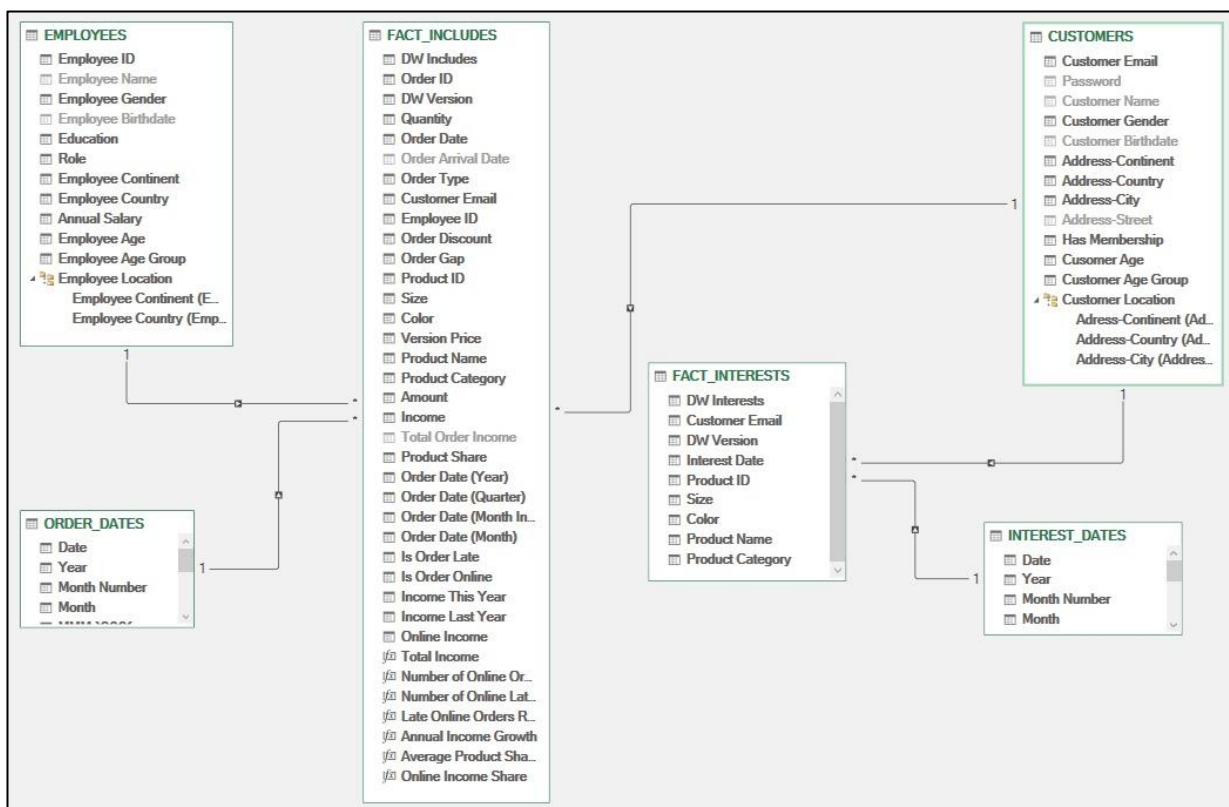 EMPLOYEES
Employee ID
Employee Name
Employee Gender
Employee Birthdate
Education
Role
Employee Continent
Employee Country
Annual Salary
Employee Age
Employee Age Group
Employee Location
Employee Continent (E...
Employee Country (Emp...
1
FACT_INCLUDES
DW Includes
Order ID
DW Version
Quantity
Order Date
Order Arrival Date
Order Type
Customer Email
Employee ID
Order Discount
Order Gap
Product ID
Size
Color
Version Price
Product Name
Product Category
Amount
Income
Total Order Income
Product Share
Order Date (Year)
Order Date (Quarter)
Order Date (Month In...
Order Date (Month)
Is Order Late
Is Order Online
Income This Year
Income Last Year
Online Income
Total Income
Number of Online Or...
Number of Online Lat...
Late Online Orders R...
Annual Income Growth
Average Product Sha...
Online Income Share
*
*
*
CUSTOMERS
Customer Email
Password
Customer Name
Customer Gender
Customer Birthdate
Address-Continent
Address-Country
Address-City
Address-Street
Has Membership
Cusomer Age
Customer Age Group
Customer Location
Adress-Continent (Ad...
Address-Country (Ad...
Address-City (Addres...
1
1
FACT_INTERESTS
DW Interests
Customer Email
DW Version
Interest Date
Product ID
Size
Color
Product Name
Product Category
*
*
ORDER_DATES
Date
Year
Month Number
Month
1
INTEREST_DATES
Date
Year
Month Number
Month
1